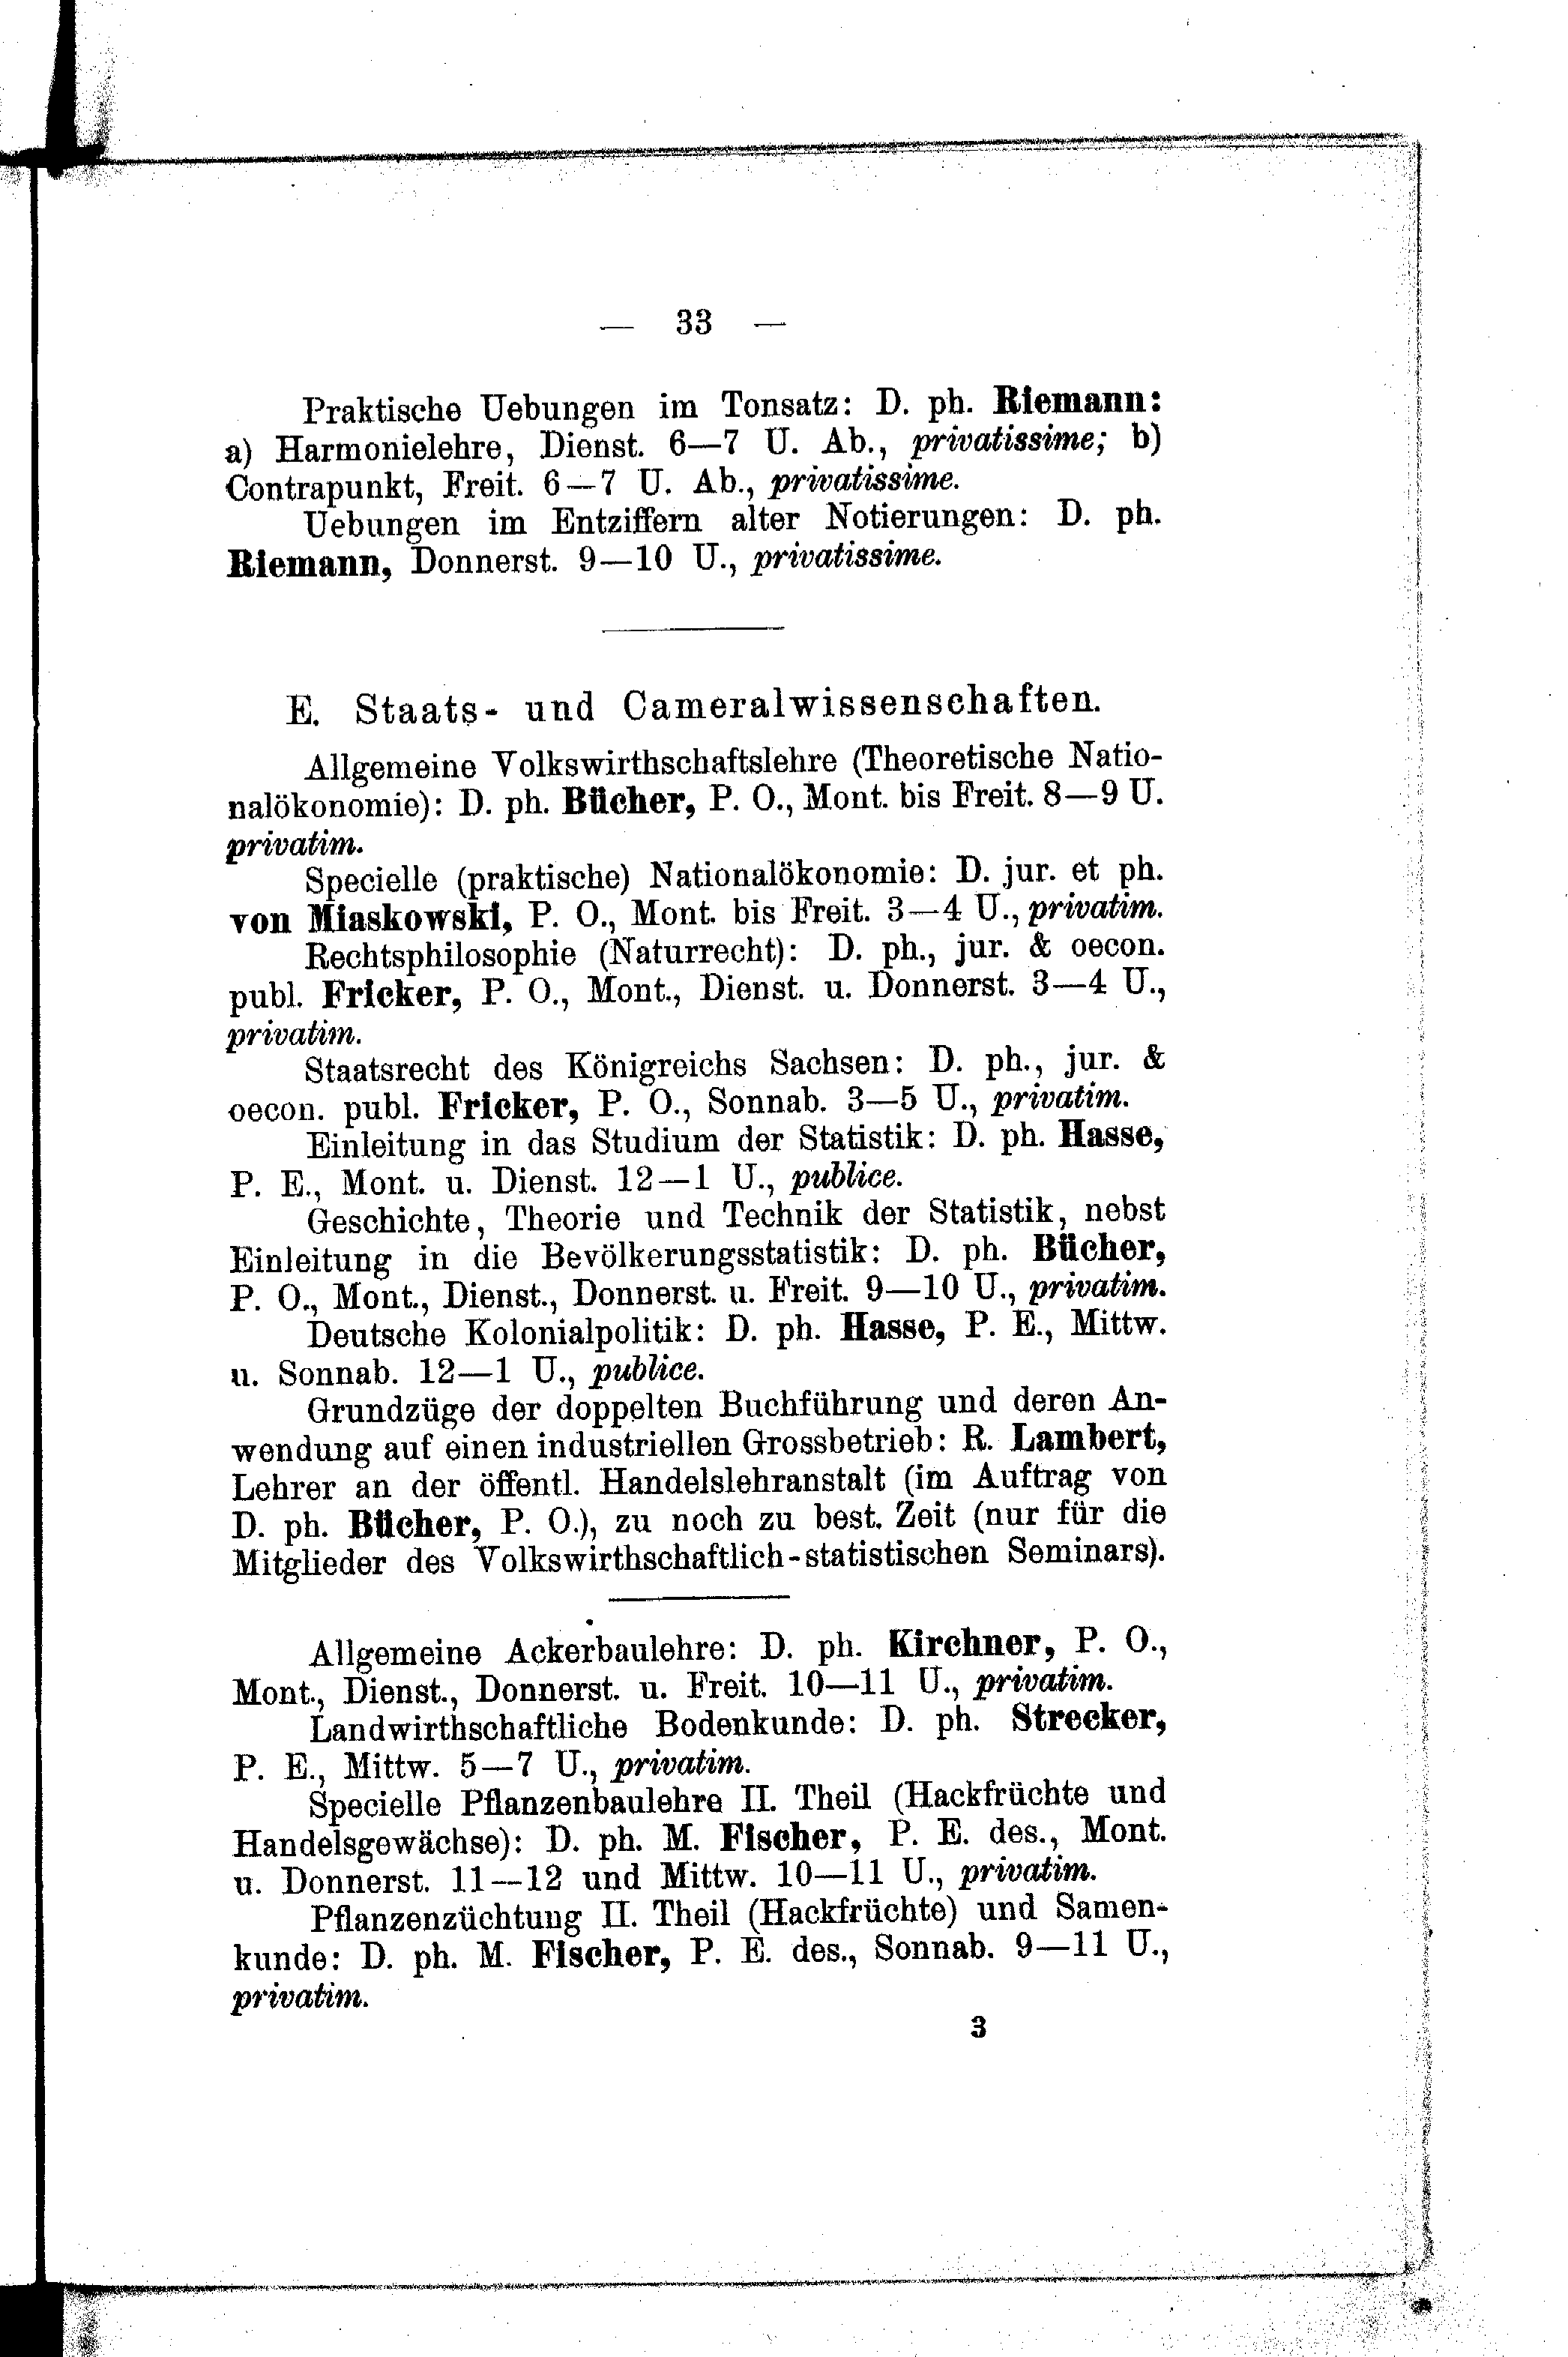 — 33 —
Praktische Uebungen im Tonsatz: D. ph. Riemann:
a) Harmonielehre, Dienst. 6—7 U. Ab., privatissime; b)
Contrapunkt, Freit. 6—7 U. Ab., privatissime.
Uebungen im Entziffern alter Notierungen: D. ph.
Riemann, Donnerst. 9—10 U., privatissime.
E. Staats- und Cameralwissenschaften.
Allgemeine Volkswirthschaftslehre (Theoretische Natio-
nalökonomie): D. ph. Bücher, P. O., Mont. bis Freit. 8—9 U.
privatim.
Specielle (praktische) Nationalökonomie: D. jur. et ph.
von Miaskowski, P. O., Mont. bis Freit. 3—4 U., privatim.
Rechtsphilosophie (Naturrecht): D. ph., jur. & oecon.
publ. Fricker, P. O., Mont., Dienst. u. Donnerst. 3—4 U.,
privatim.
Staatsrecht des Königreichs Sachsen: D. ph., jur. &
oecon. publ. Fricker, P. O., Sonnab. 3—5 U., privatim.
Einleitung in das Studium der Statistik: D. ph. Hasse,
P. E., Mont. u. Dienst. 12—1 U., publice.
Geschichte, Theorie und Technik der Statistik, nebst
Einleitung in die Bevölkerungsstatistik: D. ph. Bücher,
P. O., Mont., Dienst., Donnerst. u. Freit. 9—10 U., privatim.
Deutsche Kolonialpolitik: D. ph. Hasse, P. E., Mittw.
u. Sonnab. 12—1 U., publice.
Grundzüge der doppelten Buchführung und deren An-
wendung auf einen industriellen Grossbetrieb: R. Lambert,
Lehrer an der öffentl. Handelslehranstalt (im Auftrag von
D. ph. Bücher, P. O.), zu noch zu best. Zeit (nur für die
Mitglieder des Volkswirthschaftlich-statistischen Seminars).
Allgemeine Ackerbaulehre: D. ph. Kirchner, P. O.,
Mont., Dienst., Donnerst. u. Freit. 10—11 U., privatim.
Landwirthschaftliche Bodenkunde: D. ph. Strecker,
P. E., Mittw. 5—7 U., privatim.
Specielle Pflanzenbaulehre II. Theil (Hackfrüchte und
Handelsgewächse): D. ph. M. Fischer, P. E. des., Mont.
u. Donnerst. 11—12 und Mittw. 10—11 U., privatim.
Pflanzenzüchtung II. Theil (Hackfrüchte) und Samen-
kunde: D. ph. M. Fischer, P. E. des., Sonnab. 9—11 U.,
privatim.
3